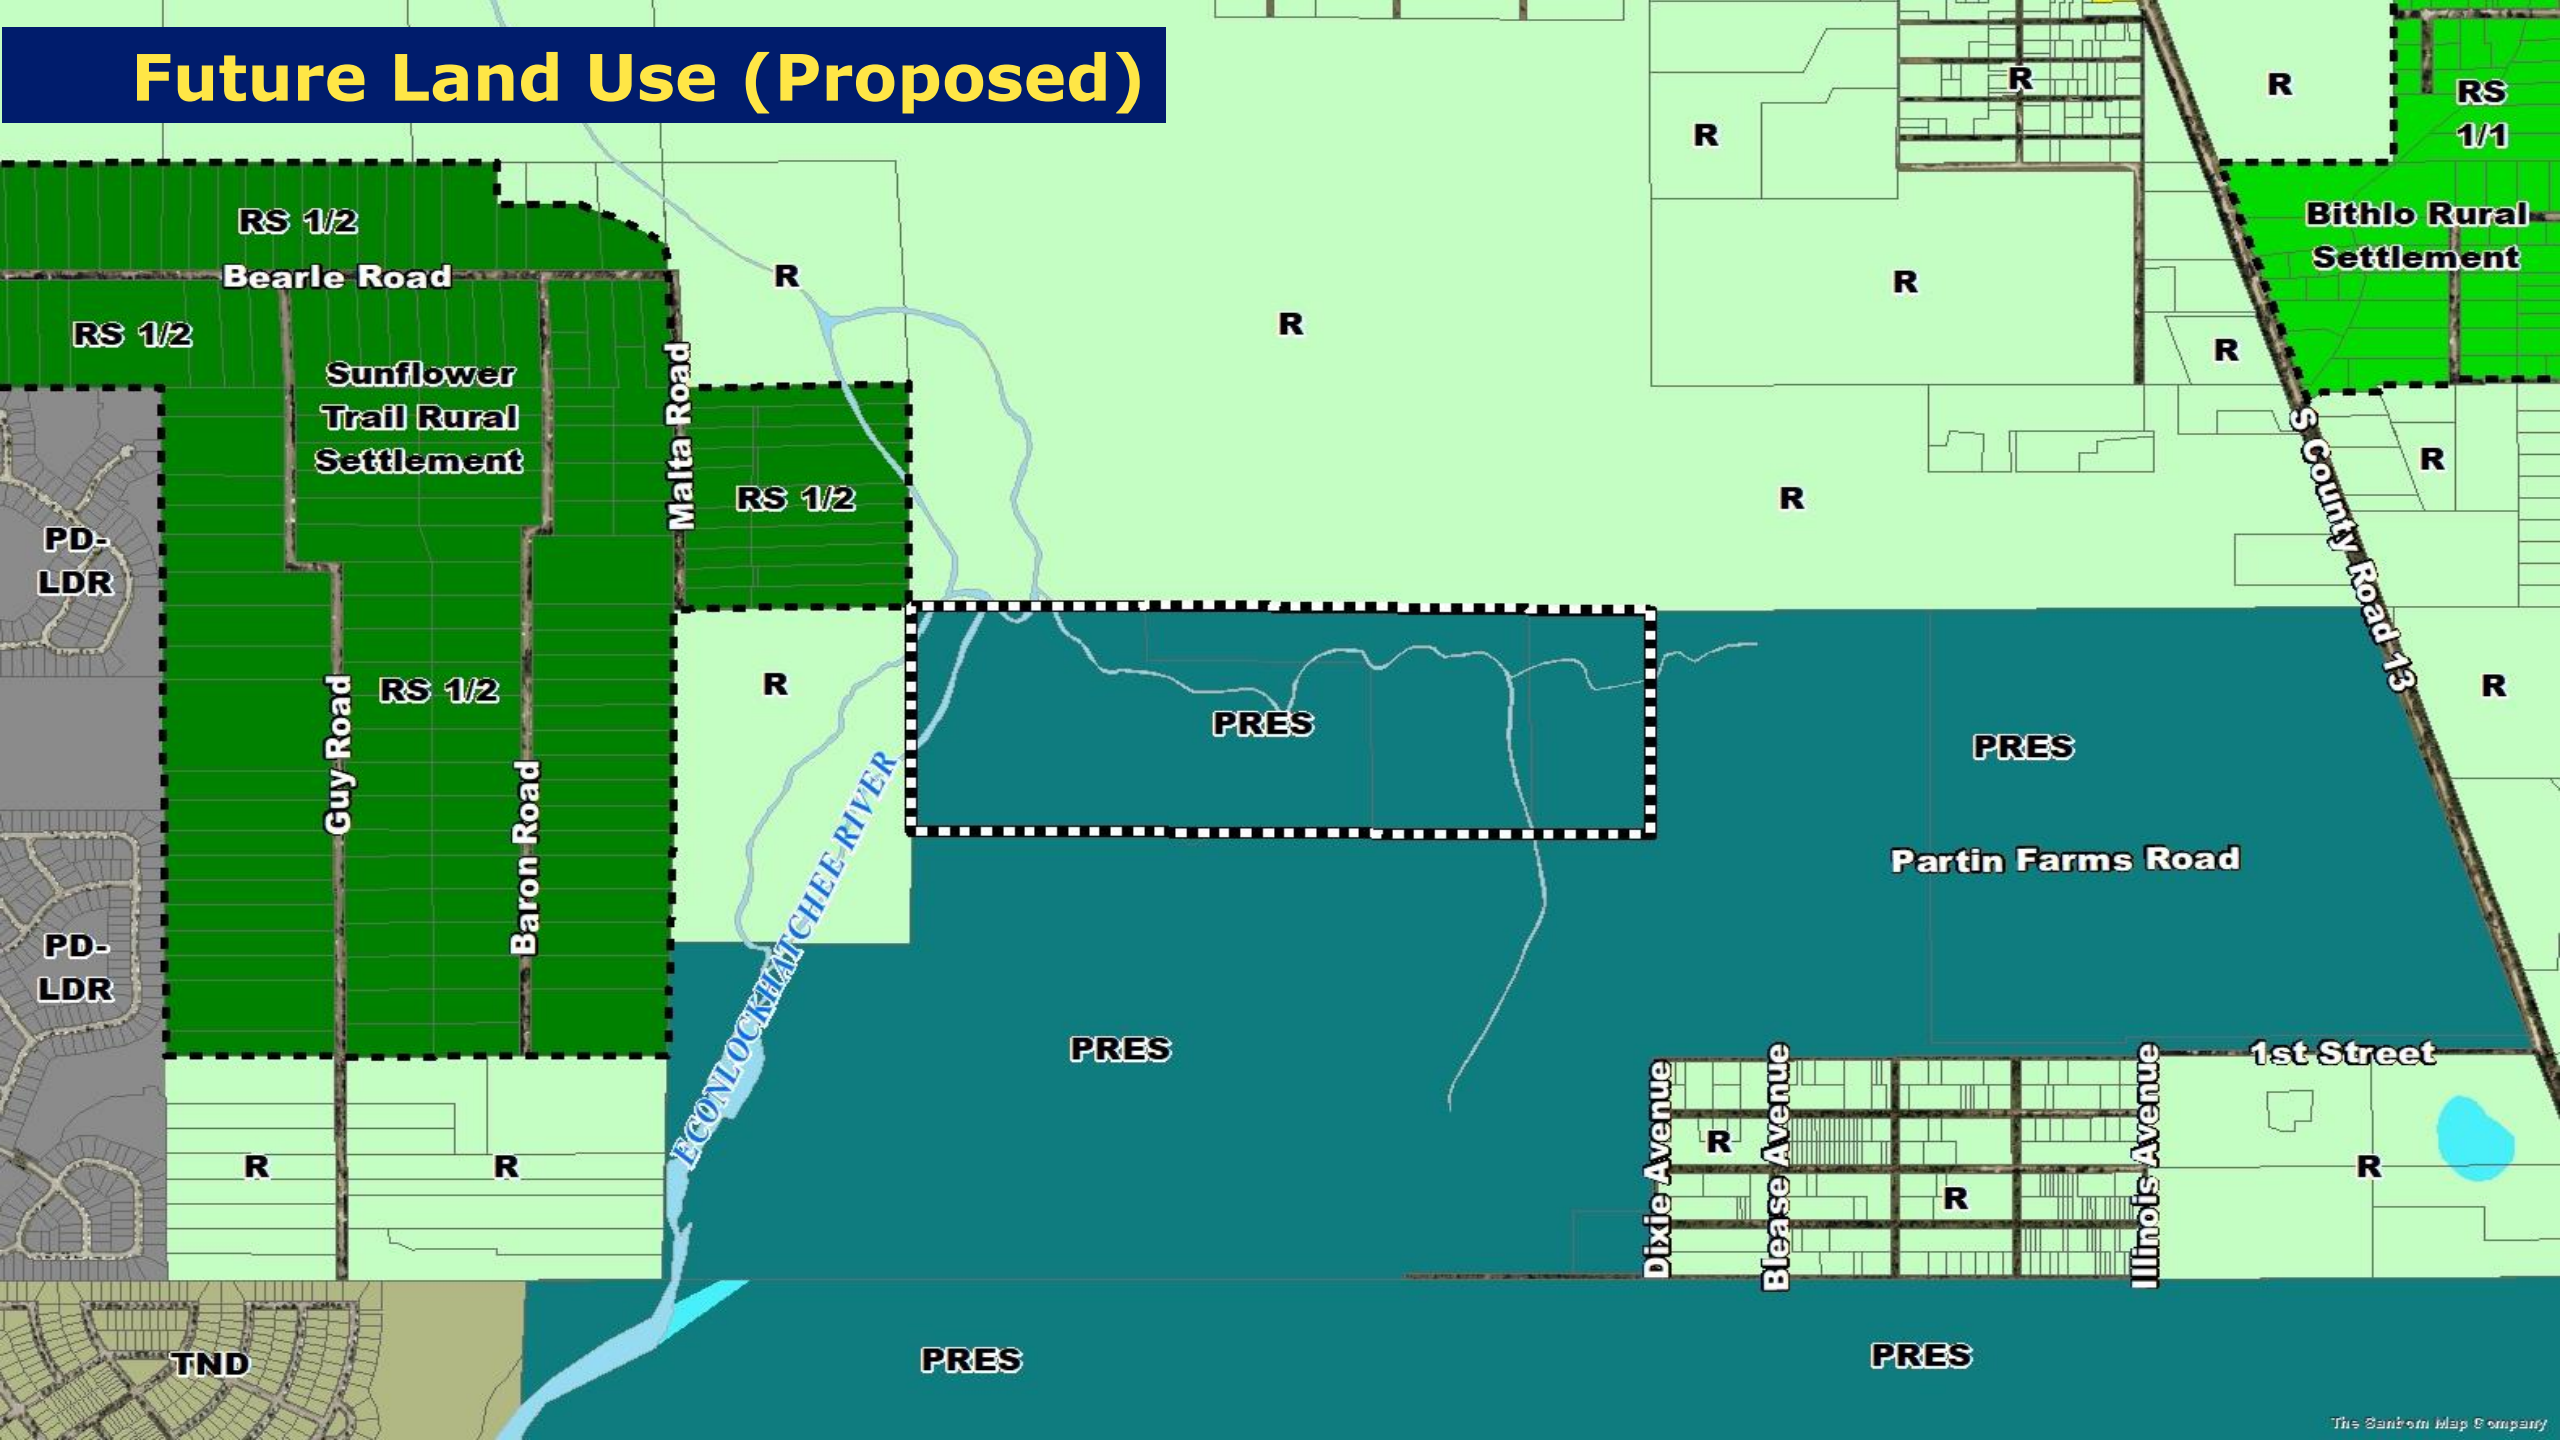 Future Land Use (Proposed)
R
R
RS
1/1
R
RS 1/2
Bithlo Rural
Settlement
Bearle Road
R
R
R
RS 1/2
R
Sunflower
Trail Rural
Settlement
Malta Road
RS 1/2
R
S County Road 13
R
PD-
LDR
R
R
RS 1/2
Guy Road
PRES
PRES
Baron Road
ECONLOCKHATCHEE RIVER
Partin Farms Road
PD-
LDR
PRES
1st Street
Dixie Avenue
Blease Avenue
Illinois Avenue
R
R
R
R
R
TND
PRES
PRES
The Sanborn Map Company